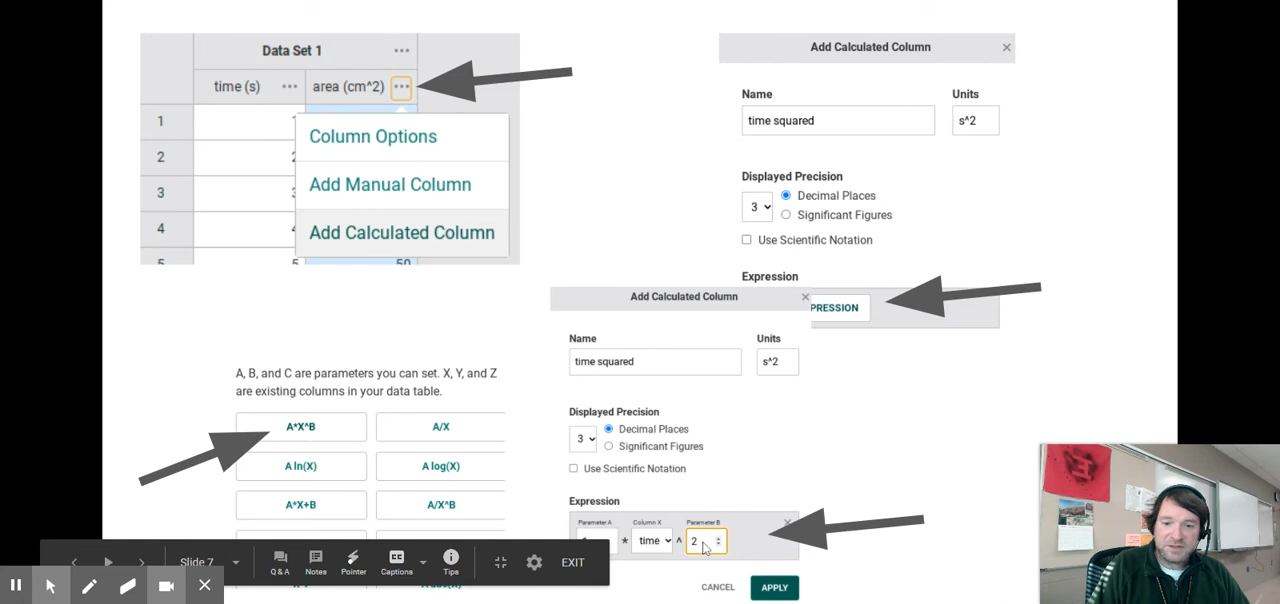 Data Set 1 ...
time (s) ... area (cm^2) ...
1
2
3
4
5 5 50
Column Options
Add Manual Column
Add Calculated Column
Add Calculated Column ×
Name Units
time squared s^2
Displayed Precision
3 Decimal Places
Significant Figures
Use Scientific Notation
Expression
PRESSION
Add Calculated Column ×
Name Units
time squared s^2
Displayed Precision
3 Decimal Places
Significant Figures
Use Scientific Notation
Expression
Parameter A Column X Parameter B
* time ^ 2
CANCEL APPLY
A, B, and C are parameters you can set. X, Y, and Z
are existing columns in your data table.
A*X^B A/X
A ln(X) A log(X)
A*X+B A/X^B
Slide 7
Q & A Notes Pointer Captions Tips
CC
EXIT